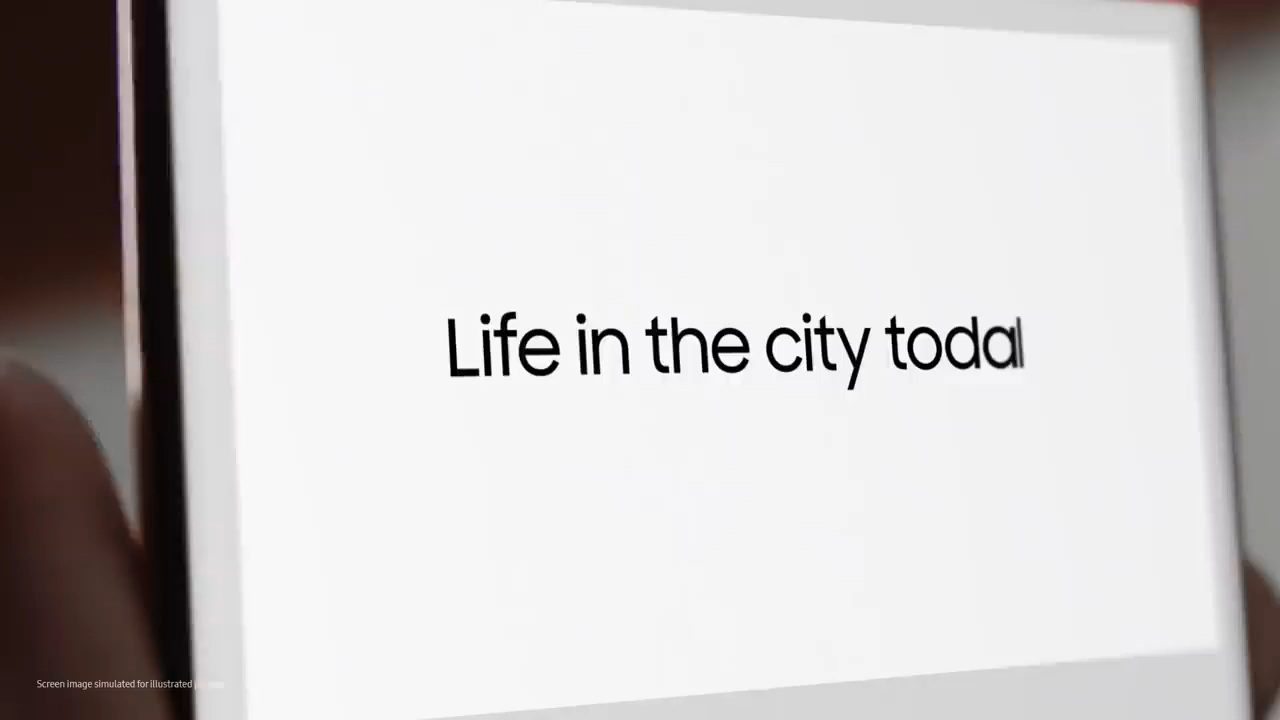 Life in the city toda
Screen image simulated for illustrated